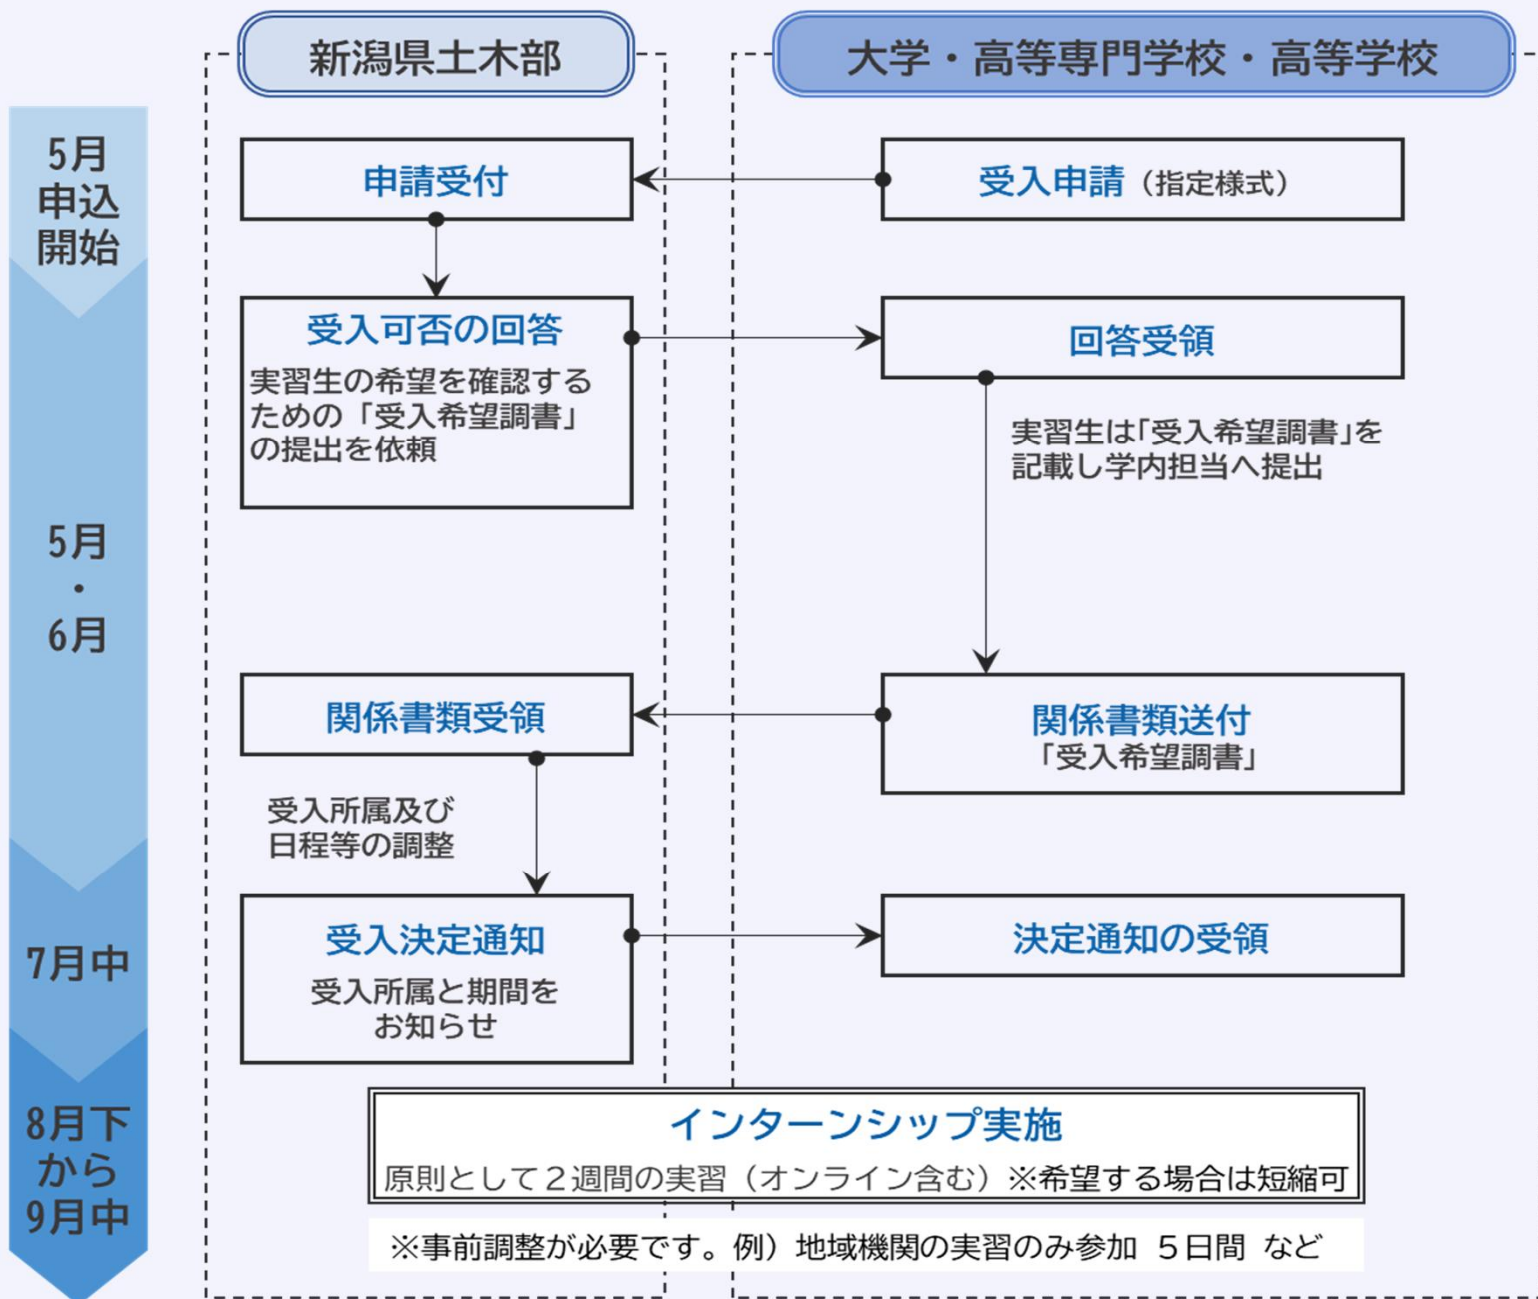 新潟県土木部
大学・高等専門学校・高等学校
5月
申込
開始
申請受付
受入申請（指定様式）
5月
・
6月
受入可否の回答
実習生の希望を確認する
ための「受入希望調書」
の提出を依頼
回答受領
実習生は「受入希望調書」を
記載し学内担当へ提出
関係書類受領
関係書類送付
「受入希望調書」
受入所属及び
日程等の調整
7月中
受入決定通知
受入所属と期間を
お知らせ
決定通知の受領
8月下
から
9月中
インターンシップ実施
原則として２週間の実習（オンライン含む）※希望する場合は短縮可
※事前調整が必要です。例）地域機関の実習のみ参加 ５日間 など